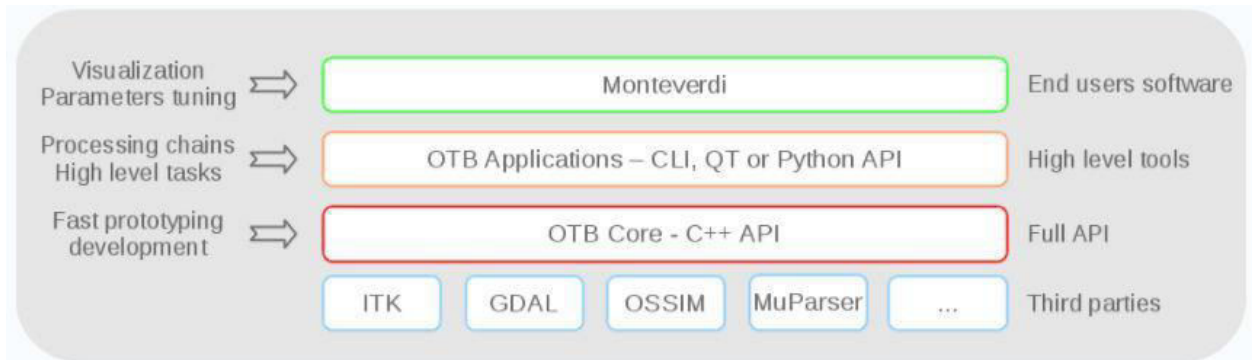 Visualization
Parameters tuning
Monteverdi
End users software
Processing chains
High level tasks
OTB Applications – CLI, QT or Python API
High level tools
Fast prototyping
development
OTB Core - C++ API
Full API
ITK
GDAL
OSSIM
MuParser
...
Third parties